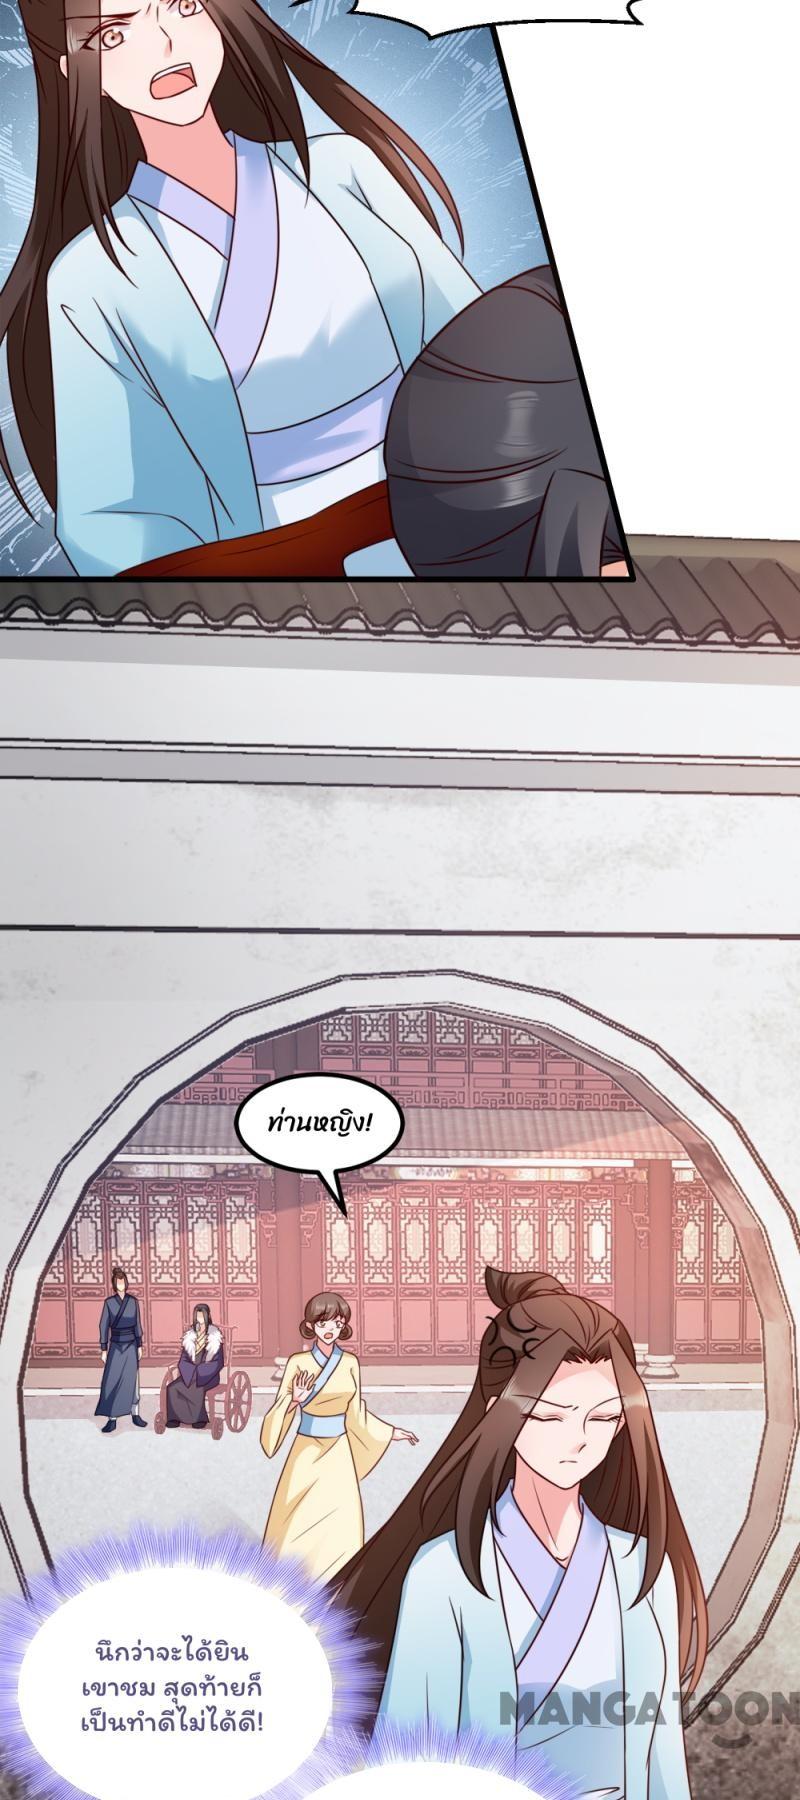 ท่านหญิง!
นึกว่าจะได้ยิน
เขาชม สุดท้ายก็
เป็นทำดีไม่ได้ดี!
MANGATOON